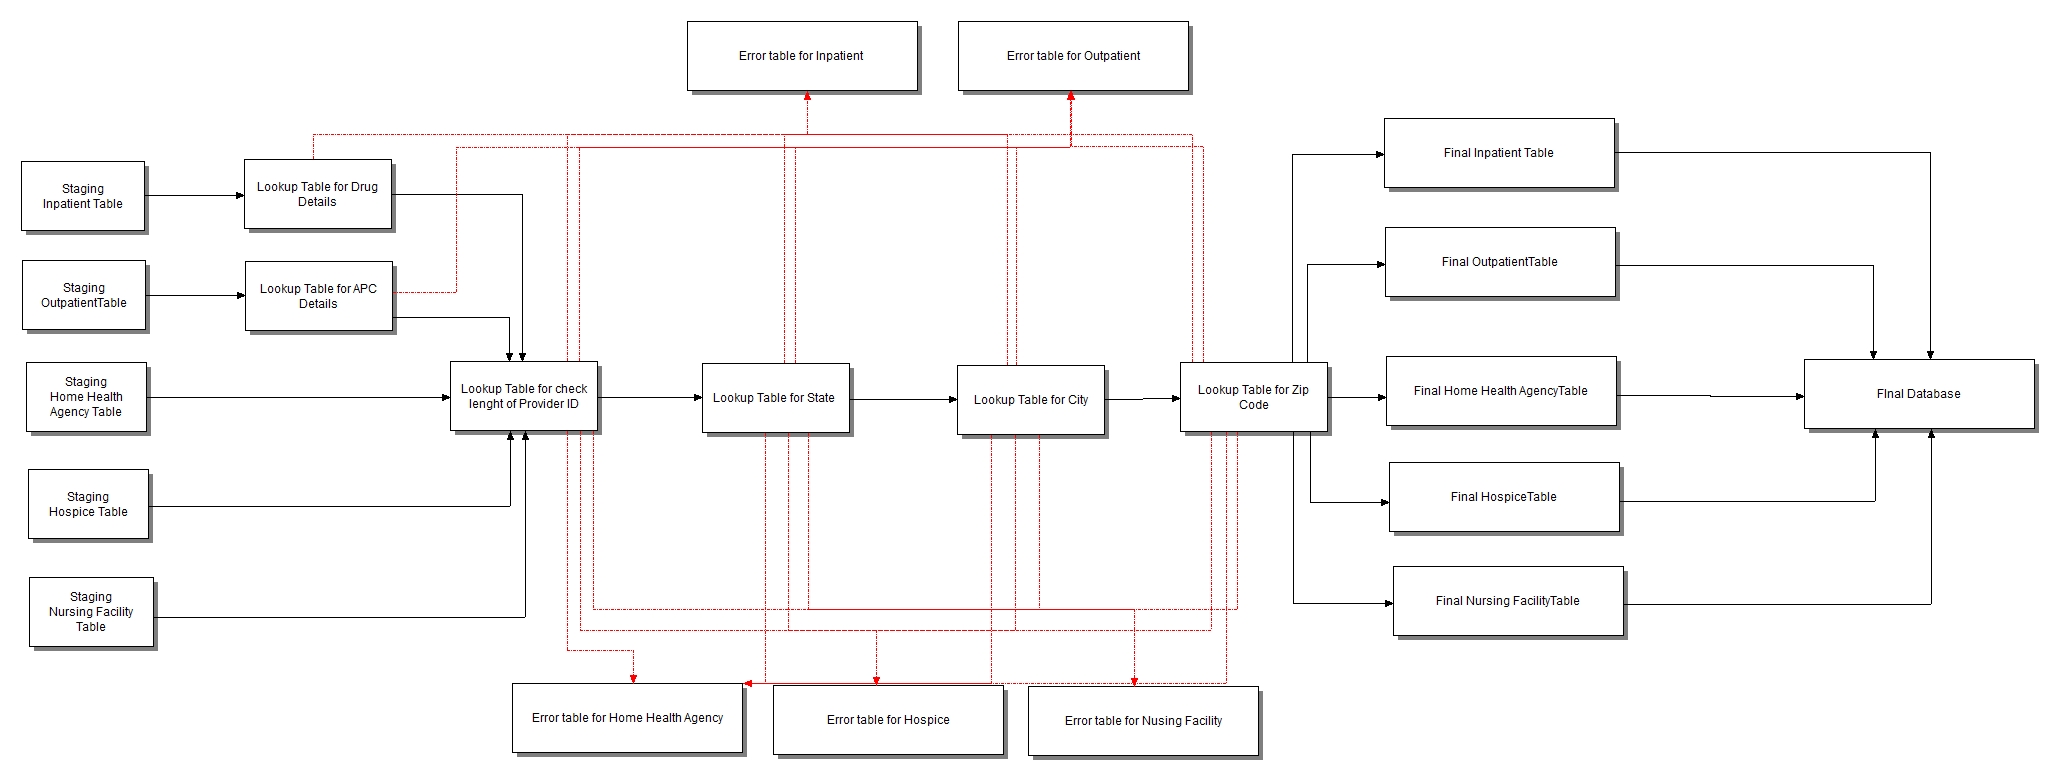 Error table for Inpatient
Error table for Outpatient
Staging
Inpatient Table
Lookup Table for Drug
Details
Final Inpatient Table
Staging
OutpatientTable
Lookup Table for APC
Details
Final OutpatientTable
Staging
Home Health
Agency Table
Lookup Table for check
lenght of Provider ID
Lookup Table for State
Lookup Table for City
Lookup Table for Zip
Code
Final Home Health AgencyTable
FInal Database
Staging
Hospice Table
Final HospiceTable
Staging
Nursing Facility
Table
Final Nursing FacilityTable
Error table for Home Health Agency
Error table for Hospice
Error table for Nusing Facility